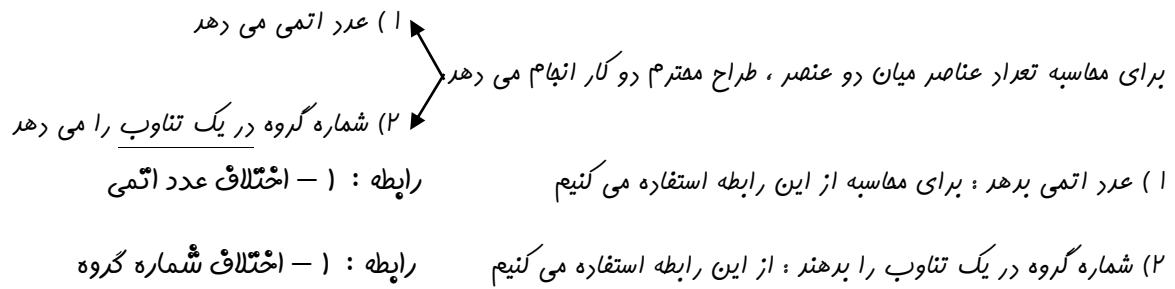 ۱ ) عدد اتمی می دهد
برای محاسبه تعداد عناصر میان دو عنصر ، طراح محترم دو کار انجام می دهد:
۲) شماره گروه در یک تناوب را می دهد
۱ ) عدد اتمی بدهد : برای محاسبه از این رابطه استفاده می کنیم رابطه : ۱ – اختلاف عدد اتمی
۲) شماره گروه در یک تناوب را بدهند : از این رابطه استفاده می کنیم رابطه : ۱ – اختلاف شماره گروه